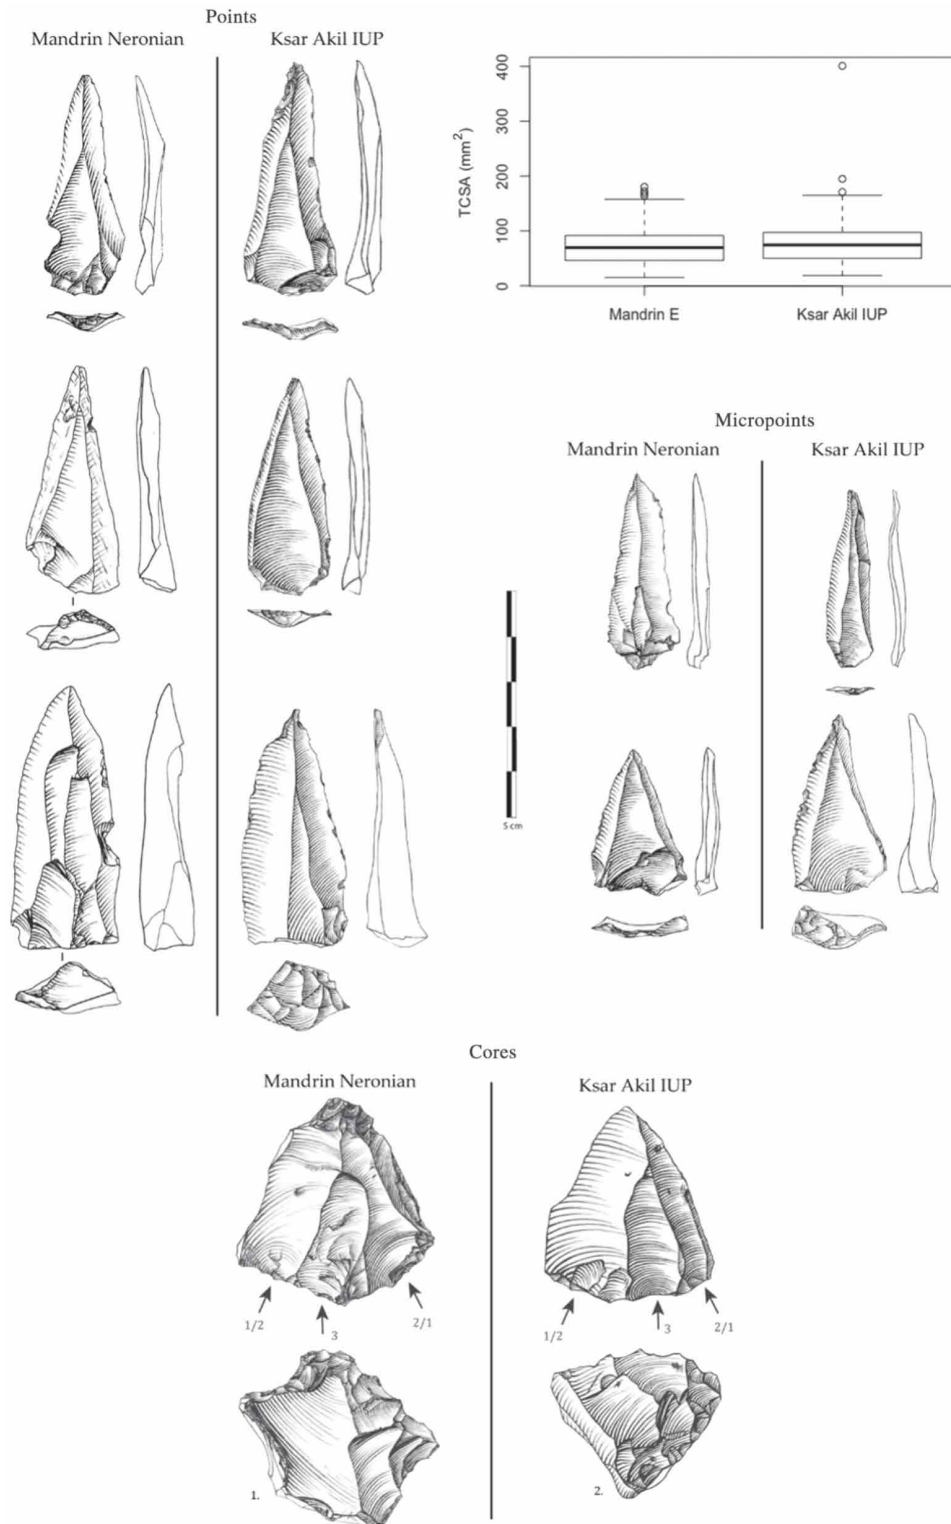 Points
Mandrin Neronian Ksar Akil IUP
TCSA (mm²)
400
300
200
100
0
Mandrin E Ksar Akil IUP
Micropoints
Mandrin Neronian Ksar Akil IUP
5 cm
Cores
Mandrin Neronian Ksar Akil IUP
1/2 3 2/1 1/2 3 2/1
1. 2.